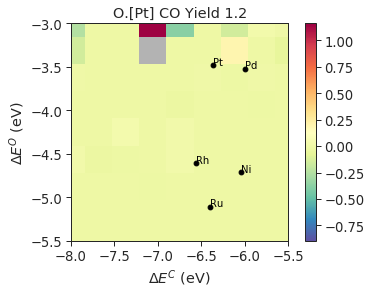 O.[Pt] CO Yield 1.2
−3.0
−3.5
−4.0
−4.5
−5.0
−5.5
ΔE^O (eV)
Pt
Pd
Rh
Ni
Ru
−8.0 −7.5 −7.0 −6.5 −6.0 −5.5
ΔE^C (eV)
1.00
0.75
0.50
0.25
0.00
−0.25
−0.50
−0.75